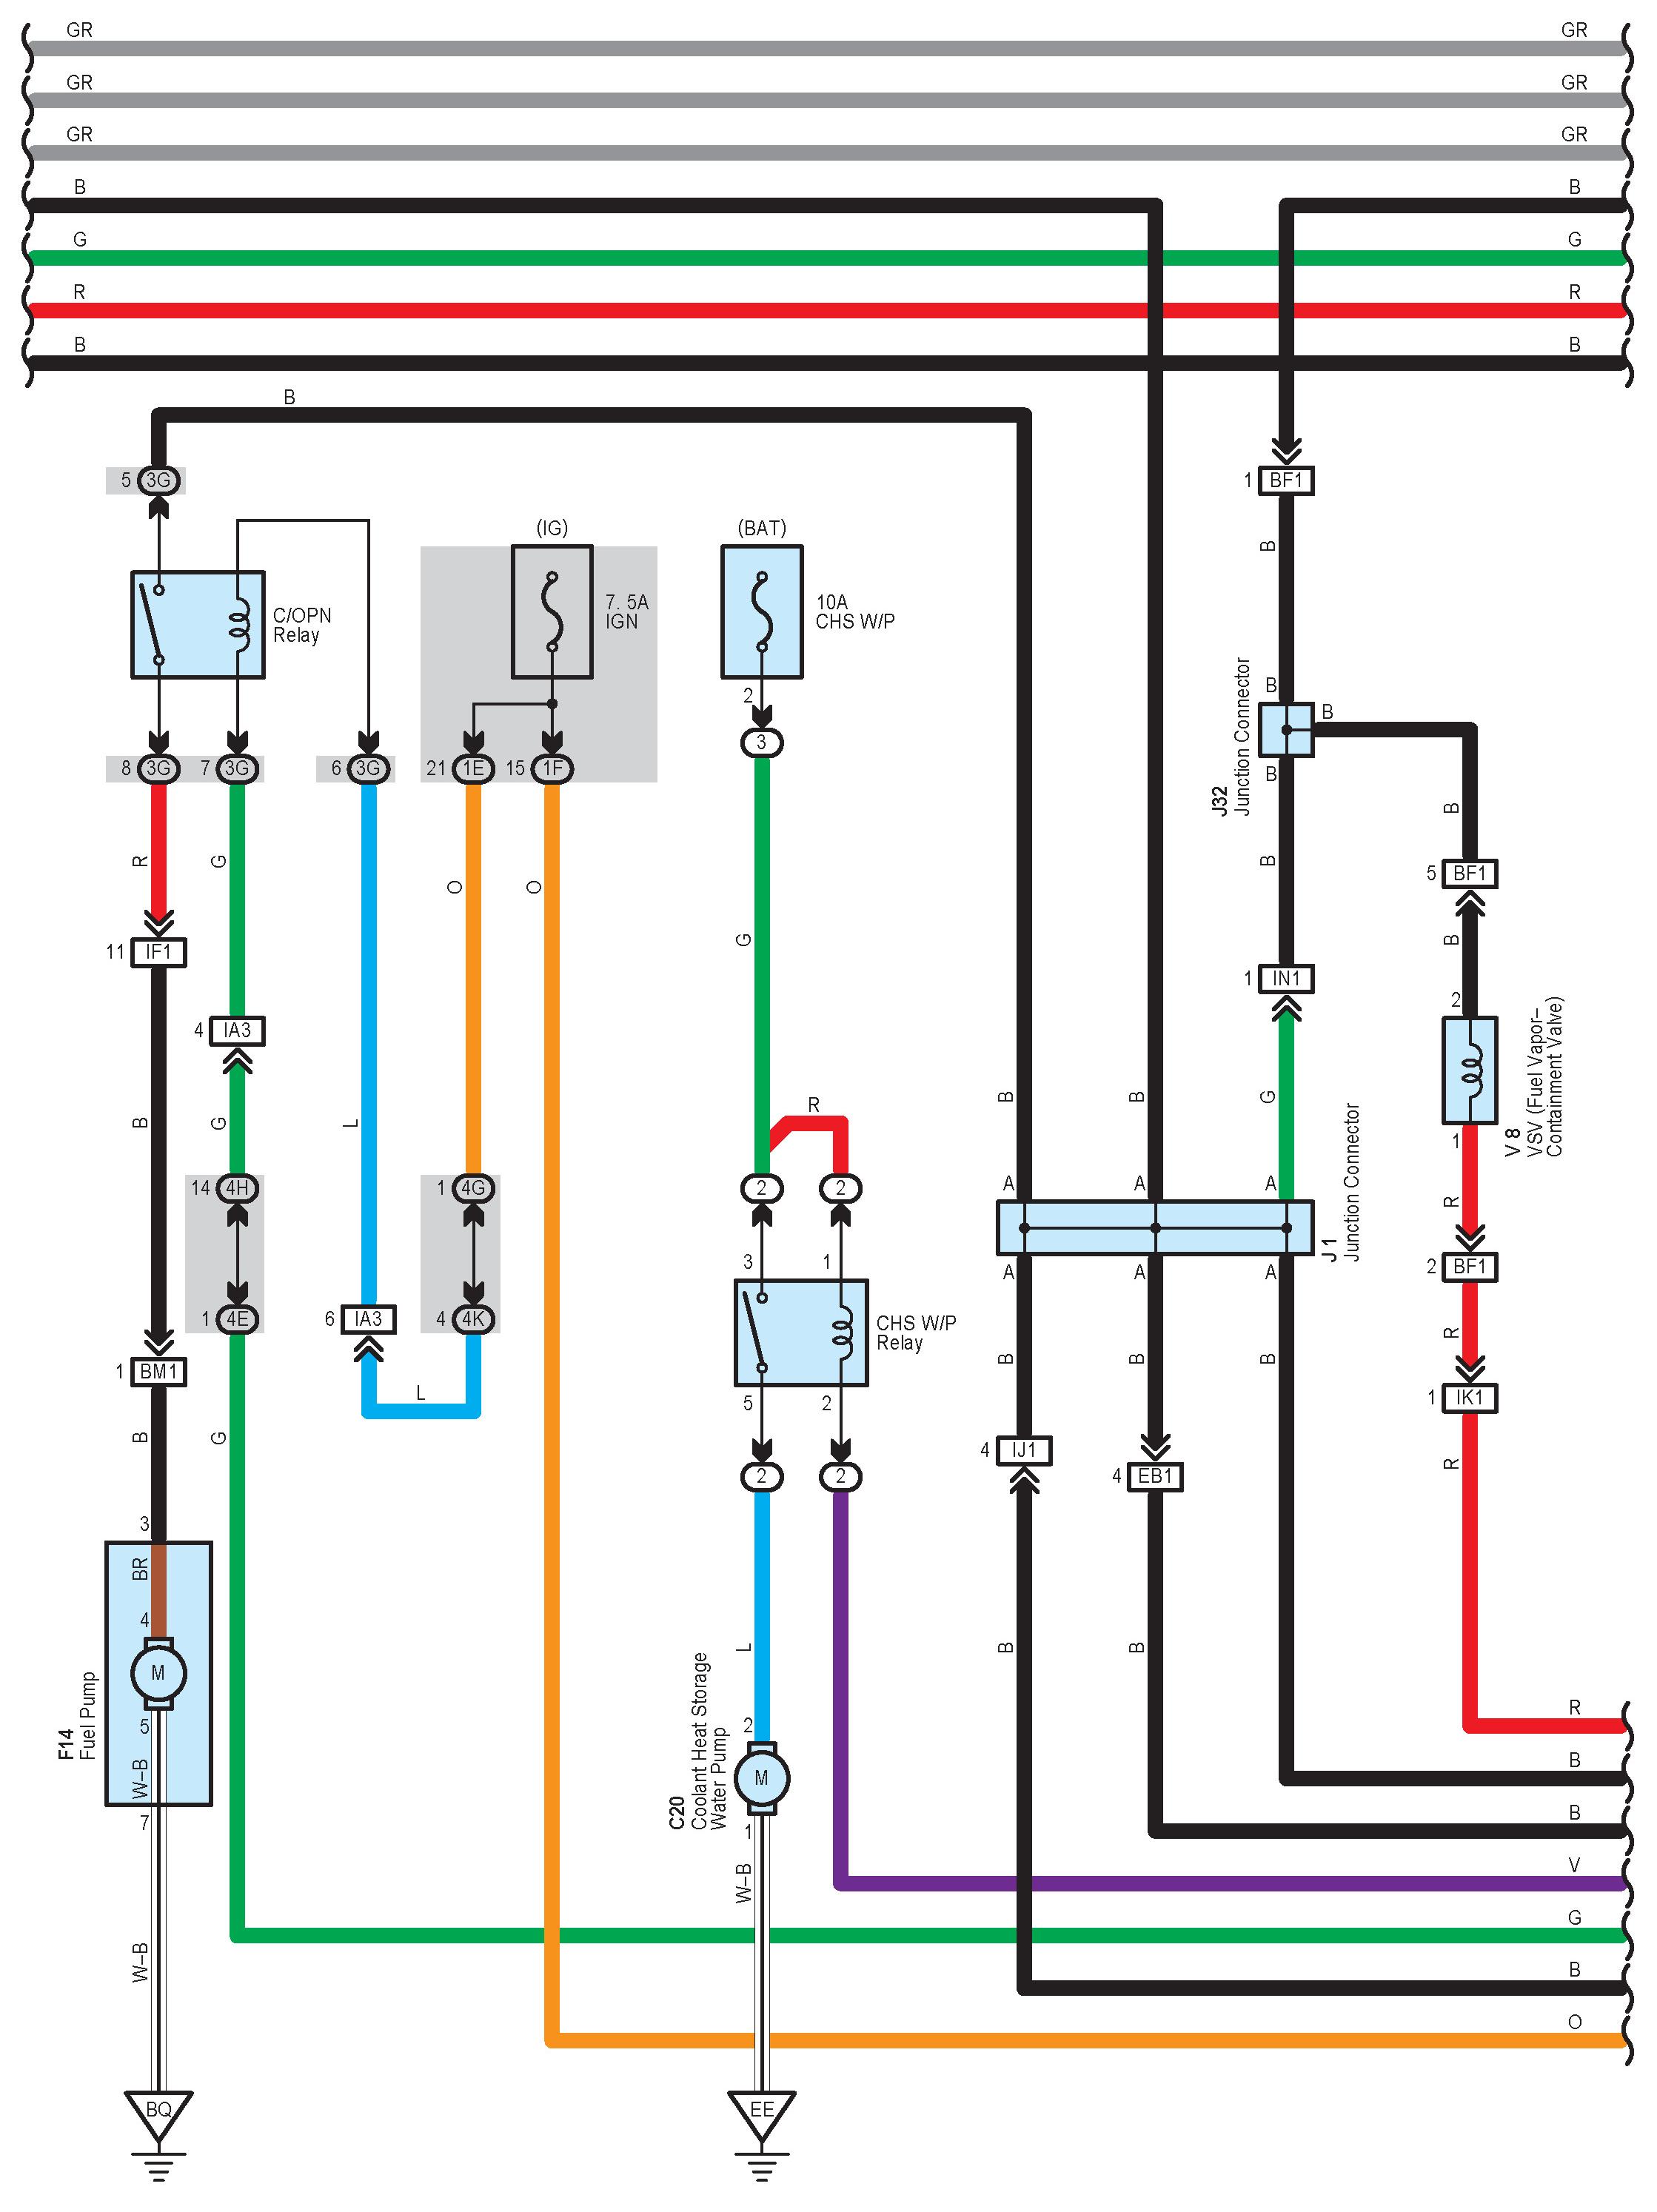 GR GR
GR GR
GR GR
B B
G G
R R
B B
B
5 3G
1 BF1
(IG) (BAT)
B
C/OPN
Relay
7. 5A
IGN
10A
CHS W/P
J32
Junction Connector
2
B
B
B
3
8 3G 7 3G 6 3G 21 1E 15 1F
B
R G O O
B
B
5 BF1
G
B
11 IF1
1 IN1
4 IA3
2
V 8
VSV (Fuel Vapor–
Containment Valve)
B G L
R
B B G
1
14 4H 1 4G 2 2
A A A
R
J 1
Junction Connector
3 1
A A A
2 BF1
1 4E 6 IA3 4 4K
CHS W/P
Relay
R
B B B
1 BM1
L
1 IK1
5 2
B G
4 IJ1
4 EB1
2 2
R
3
BR
4
M
5
W–B
7
F14
Fuel Pump
L
B B
2
M
1
C20
Coolant Heat Storage
Water Pump
W–B
R
B
B
V
G
B
O
W–B
BQ EE